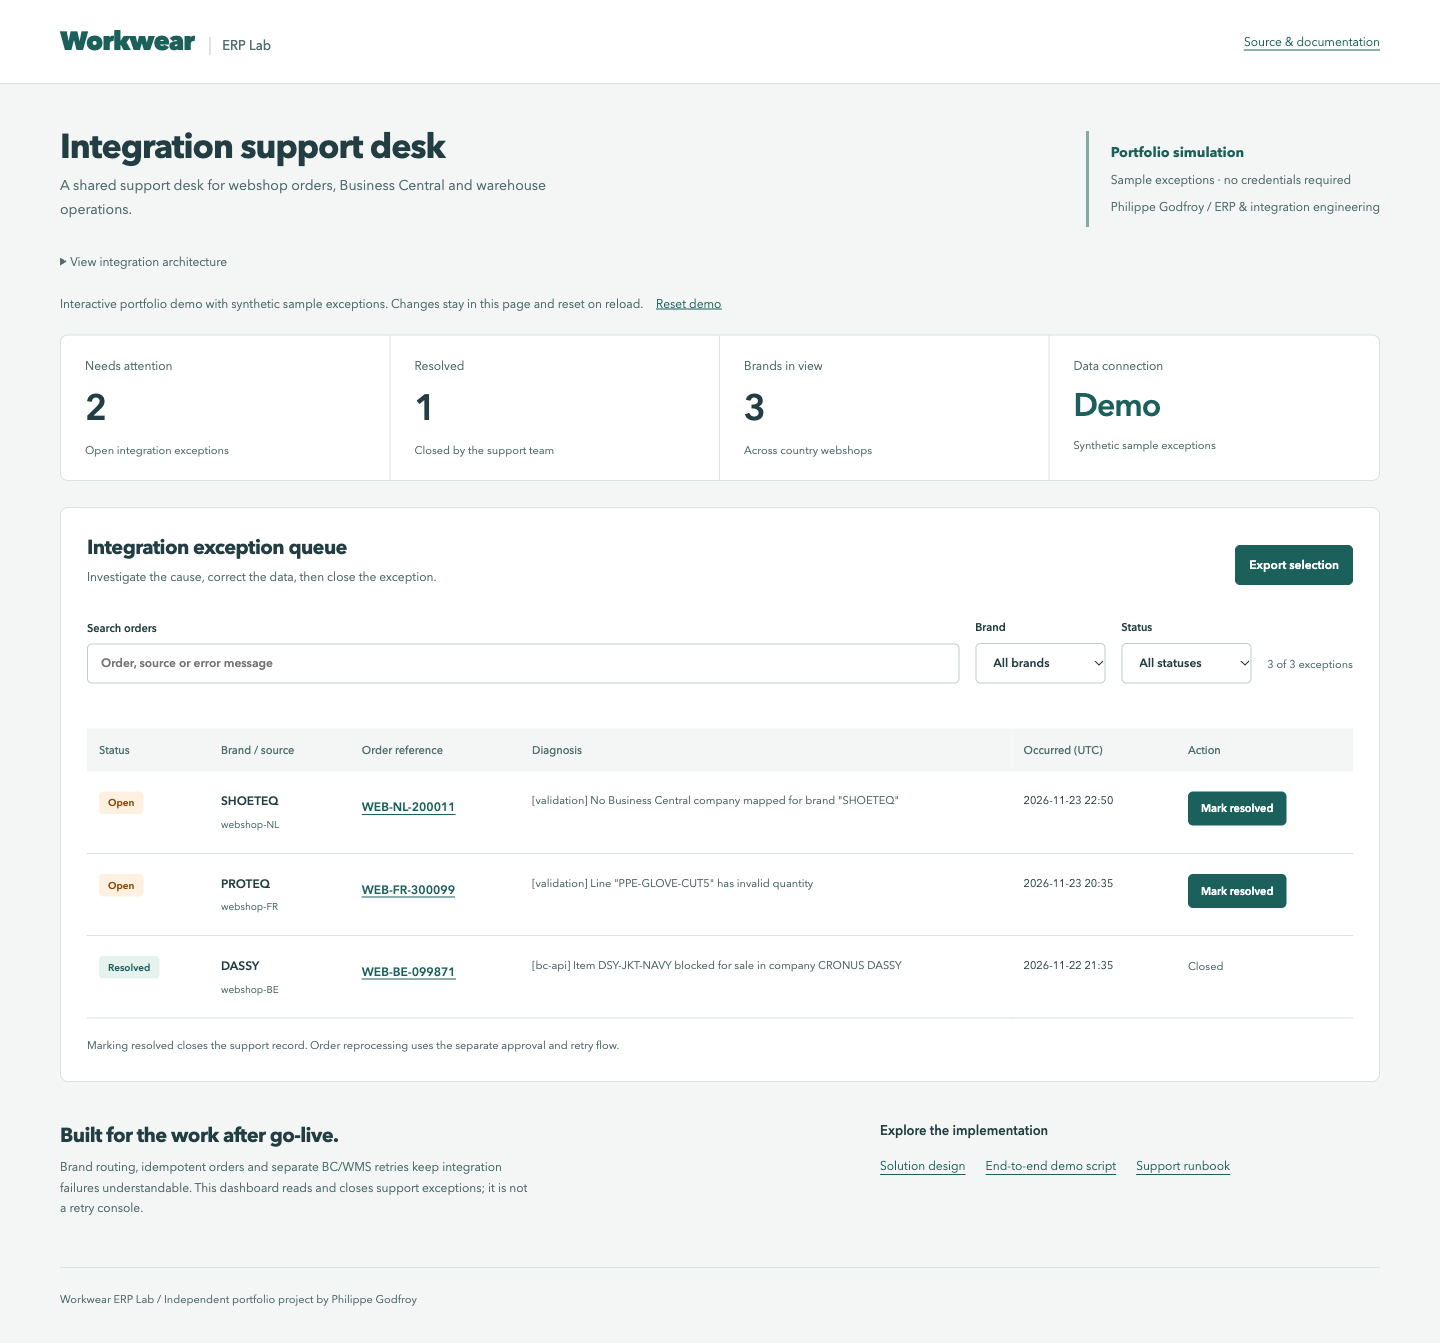 Workwear
ERP Lab
Source & documentation
Integration support desk
A shared support desk for webshop orders, Business Central and warehouse
operations.
Portfolio simulation
Sample exceptions · no credentials required
Philippe Godfroy / ERP & integration engineering
View integration architecture
Interactive portfolio demo with synthetic sample exceptions. Changes stay in this page and reset on reload. Reset demo
Needs attention
2
Open integration exceptions
Resolved
1
Closed by the support team
Brands in view
3
Across country webshops
Data connection
Demo
Synthetic sample exceptions
Integration exception queue
Investigate the cause, correct the data, then close the exception.
Export selection
Search orders
Order, source or error message
Brand
All brands
Status
All statuses
3 of 3 exceptions
Status Brand / source Order reference Diagnosis Occurred (UTC) Action
Open SHOETEQ WEB-NL-200011 [validation] No Business Central company mapped for brand "SHOETEQ" 2026-11-23 22:50 Mark resolved
webshop-NL
Open PROTEQ WEB-FR-300099 [validation] Line "PPE-GLOVE-CUT5" has invalid quantity 2026-11-23 20:35 Mark resolved
webshop-FR
Resolved DASSY WEB-BE-099871 [bc-api] Item DSY-JKT-NAVY blocked for sale in company CRONUS DASSY 2026-11-22 21:35 Closed
webshop-BE
Marking resolved closes the support record. Order reprocessing uses the separate approval and retry flow.
Built for the work after go-live.
Brand routing, idempotent orders and separate BC/WMS retries keep integration
failures understandable. This dashboard reads and closes support exceptions; it is not
a retry console.
Explore the implementation
Solution design End-to-end demo script Support runbook
Workwear ERP Lab / Independent portfolio project by Philippe Godfroy